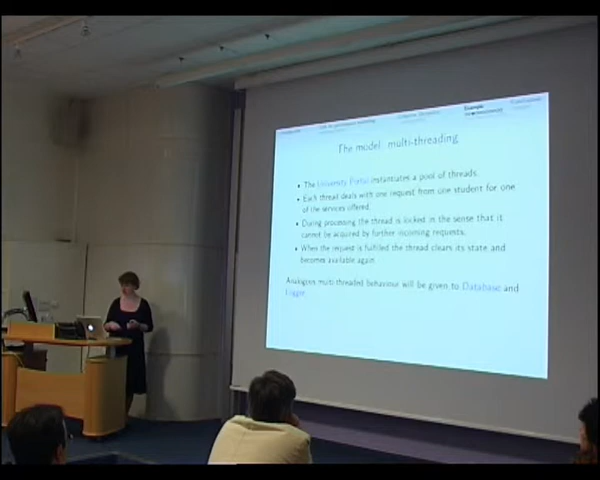 Example
The model: multi-threading
The University Portal instantiates a pool of threads.
Each thread deals with one request from one student for one
of the services offered.
During processing the thread is locked in the sense that it
cannot be acquired by further incoming requests.
When the request is fulfilled the thread clears its state and
becomes available again.
Analogous multi-threaded behaviour will be given to Database and
Logger.